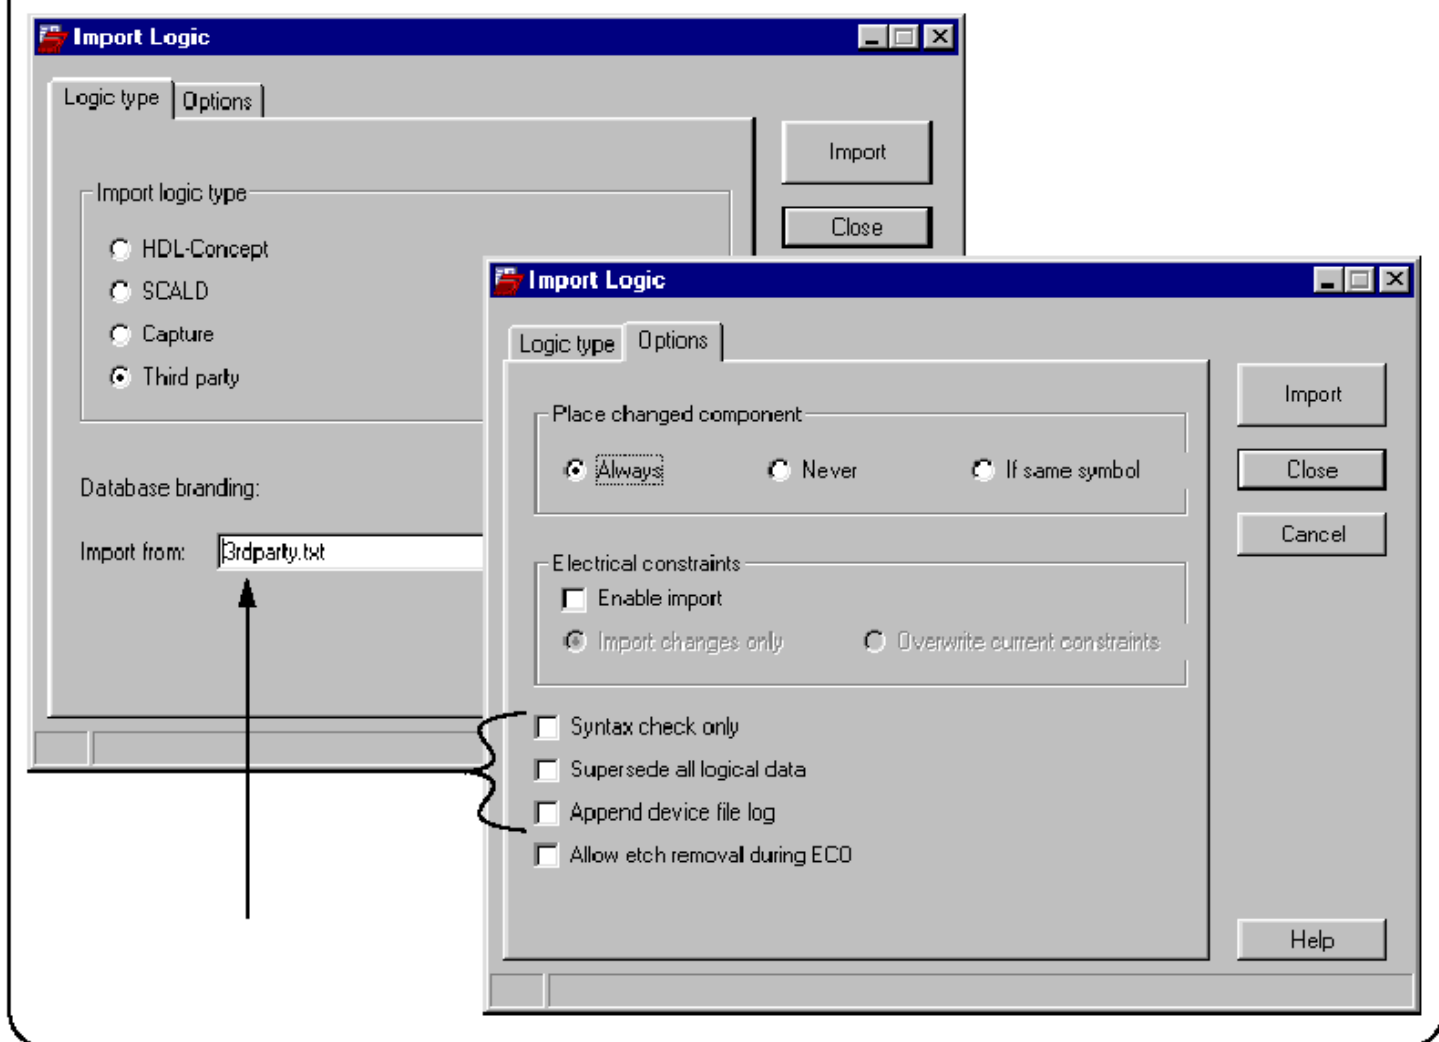 Import Logic
Logic type
Options
Import
Close
Import logic type
HDL-Concept
SCALD
Capture
Third party
Database branding:
Import from: 3rdparty.txt
Import Logic
Logic type
Options
Import
Close
Cancel
Place changed component
Always
Never
If same symbol
Electrical constraints
Enable import
Import changes only
Overwrite current constraints
Syntax check only
Supersede all logical data
Append device file log
Allow etch removal during ECO
Help